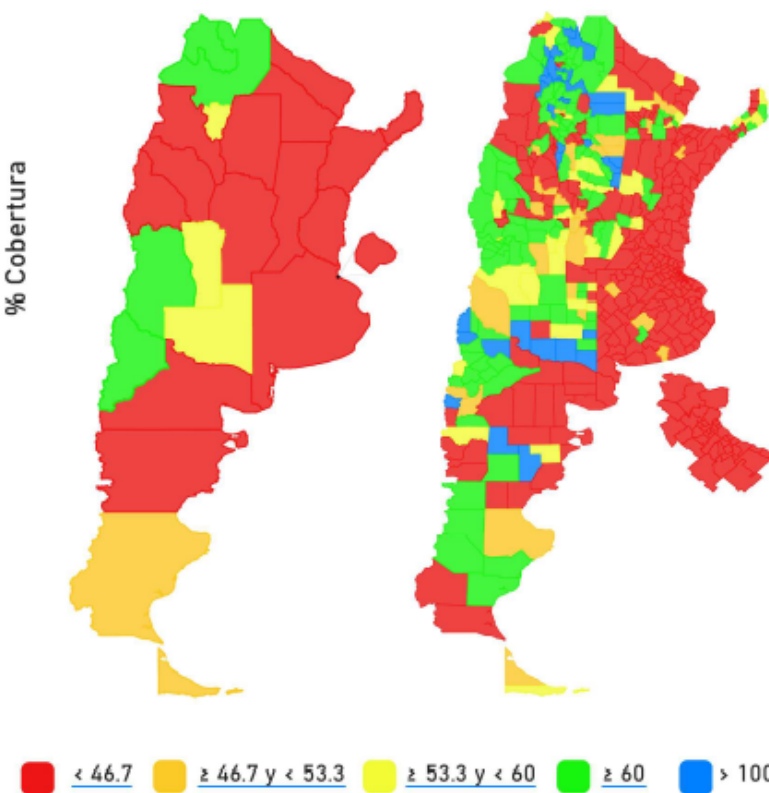 % Cobertura
< 46.7
≥ 46.7 y < 53.3
≥ 53.3 y < 60
≥ 60
> 100